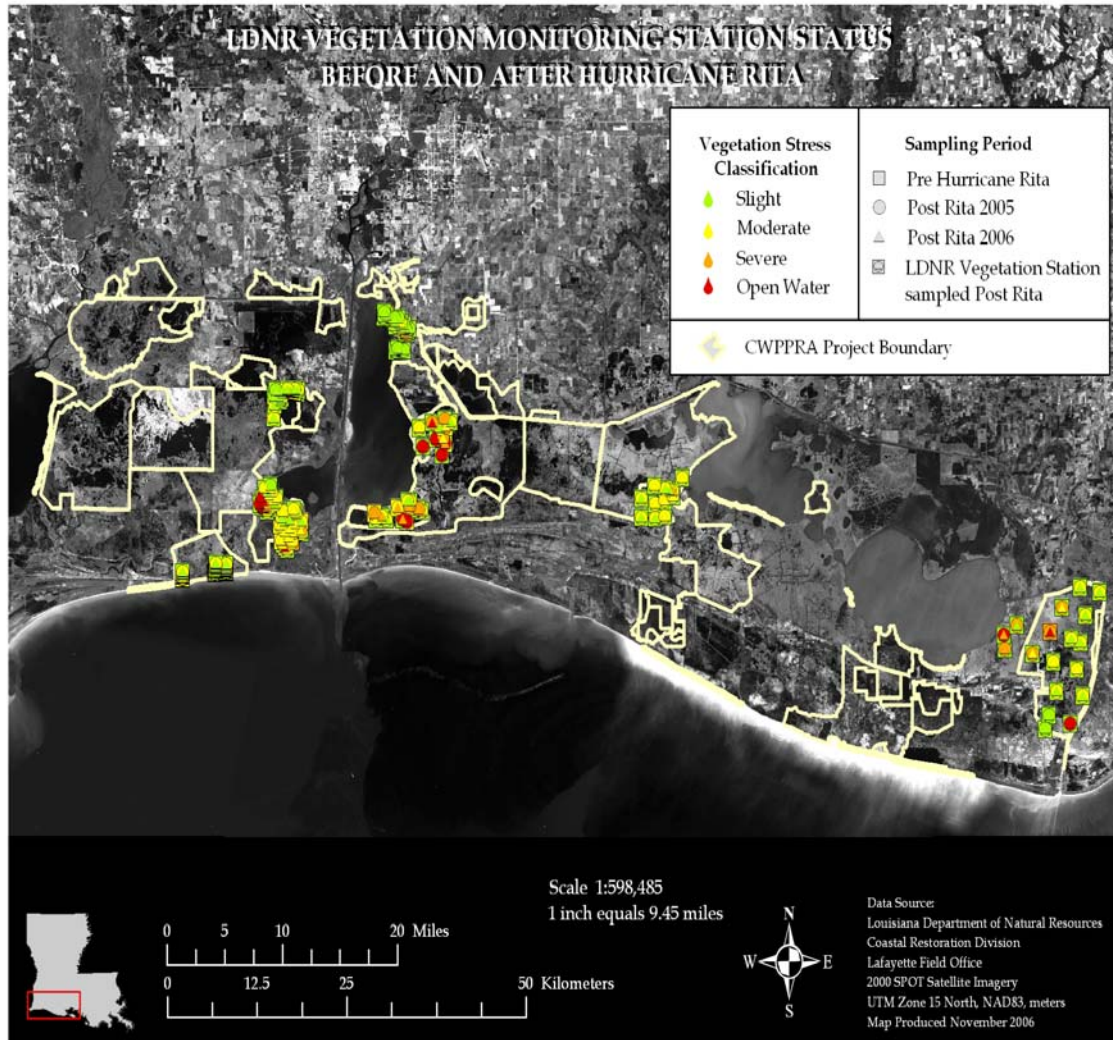 LDNR VEGETATION MONITORING STATION STATUS
BEFORE AND AFTER HURRICANE RITA
Vegetation Stress
Classification
Slight
Moderate
Severe
Open Water
Sampling Period
Pre Hurricane Rita
Post Rita 2005
Post Rita 2006
LDNR Vegetation Station
sampled Post Rita
CWPPRA Project Boundary
Scale 1:598,485
1 inch equals 9.45 miles
0 5 10 20 Miles
0 12.5 25 50 Kilometers
N
W E
S
Data Source:
Louisiana Department of Natural Resources
Coastal Restoration Division
Lafayette Field Office
2000 SPOT Satellite Imagery
UTM Zone 15 North, NAD83, meters
Map Produced November 2006